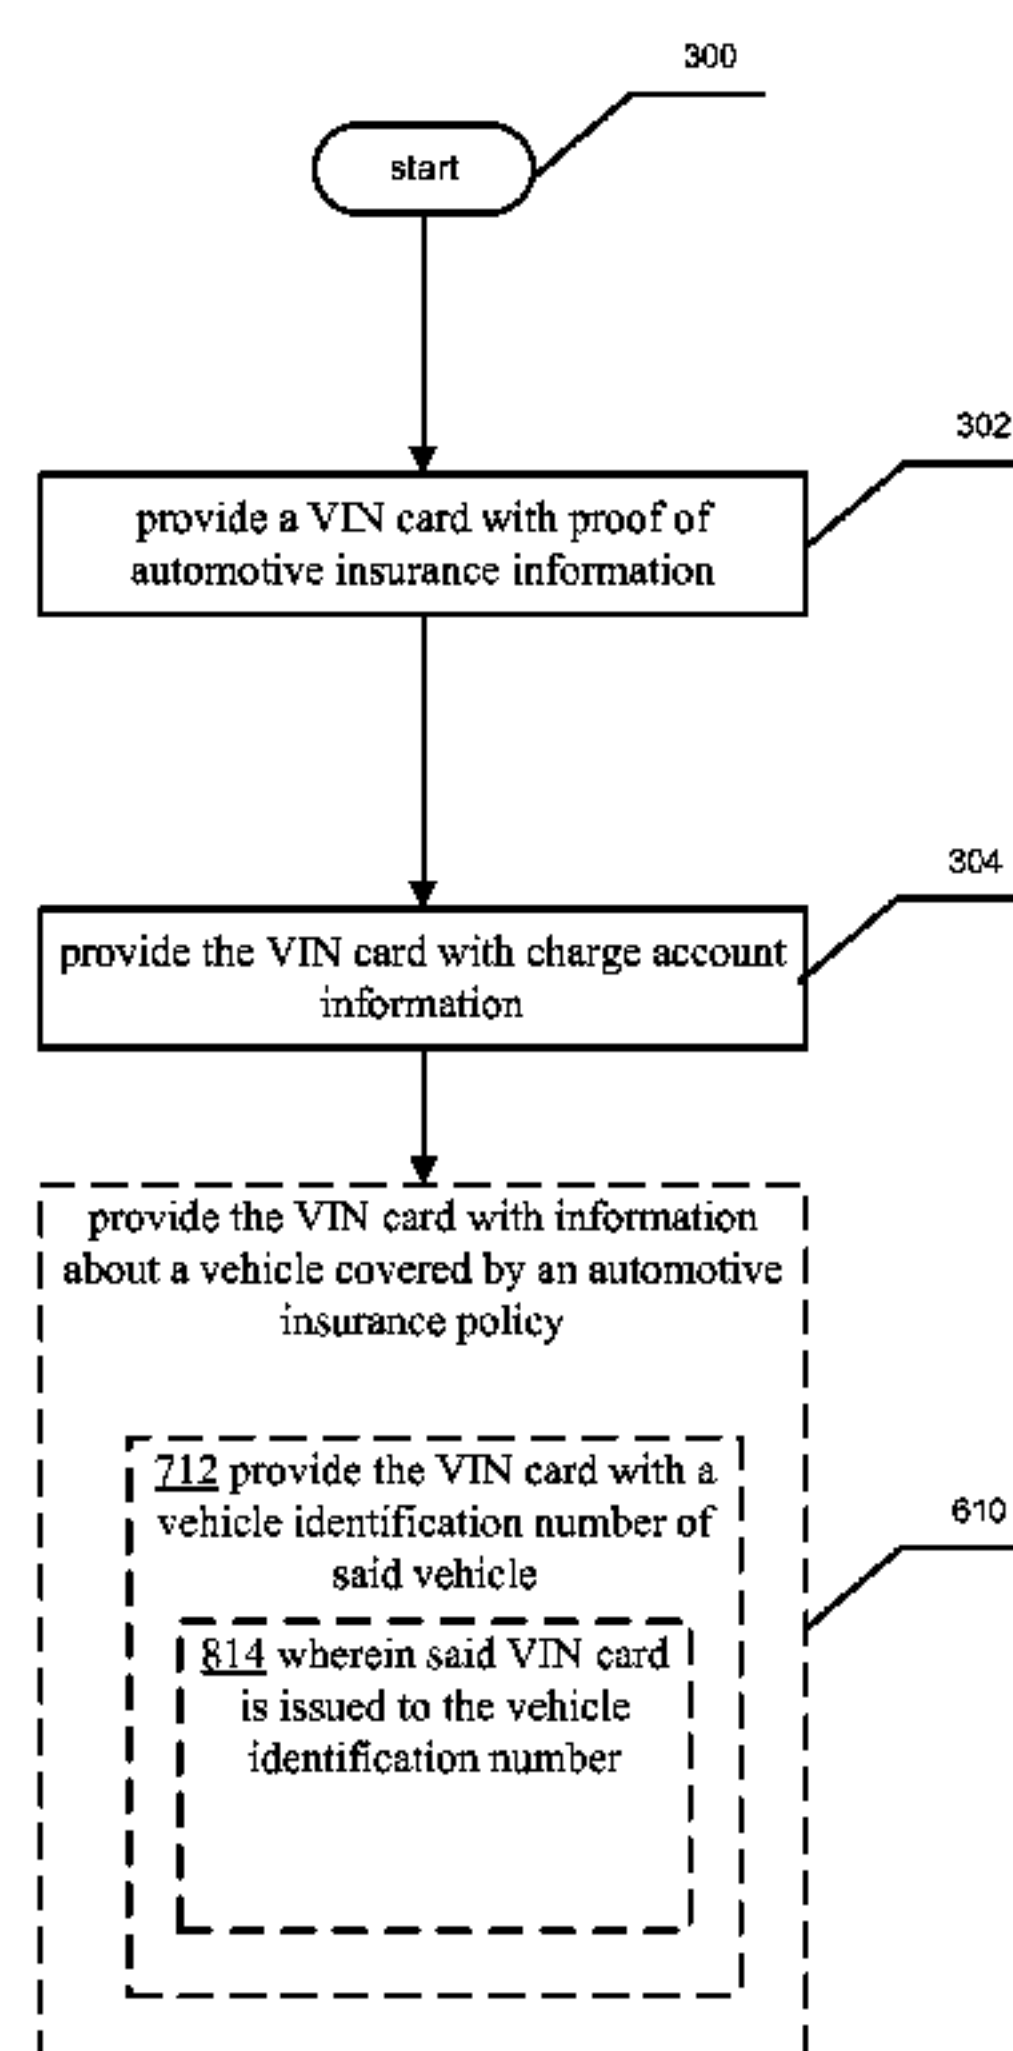 300
start
302
provide a VIN card with proof of
automotive insurance information
304
provide the VIN card with charge account
information
provide the VIN card with information
about a vehicle covered by an automotive
insurance policy
712 provide the VIN card with a
vehicle identification number of
said vehicle
610
814 wherein said VIN card
is issued to the vehicle
identification number